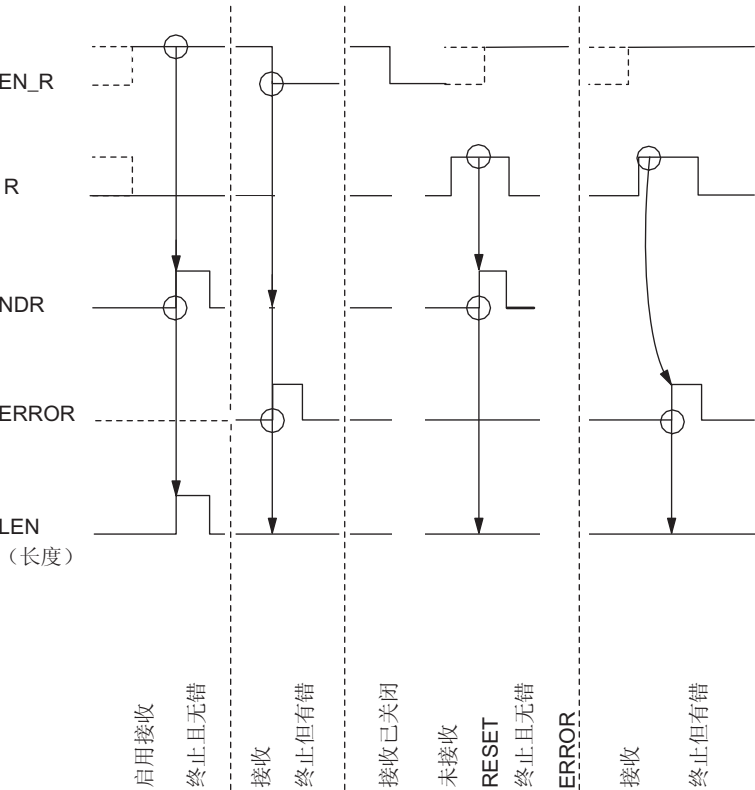 EN_R
R
NDR
ERROR
LEN
（长度）
启用接收
终止且无错
接收
终止但有错
接收已关闭
未接收
RESET
终止且无错
ERROR
接收
终止但有错